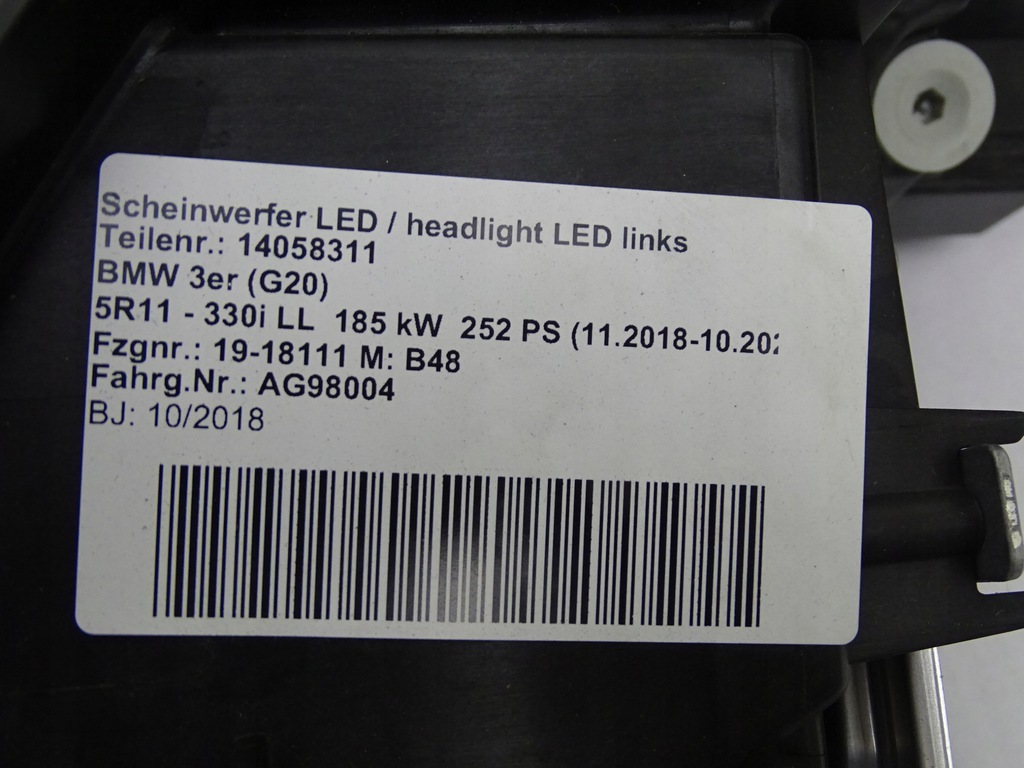 Scheinwerfer LED / headlight LED links
Teilenr.: 14058311
BMW 3er (G20)
5R11 - 330i LL 185 kW 252 PS (11.2018-10.202
Fzgnr.: 19-18111 M: B48
Fahrg.Nr.: AG98004
BJ: 10/2018